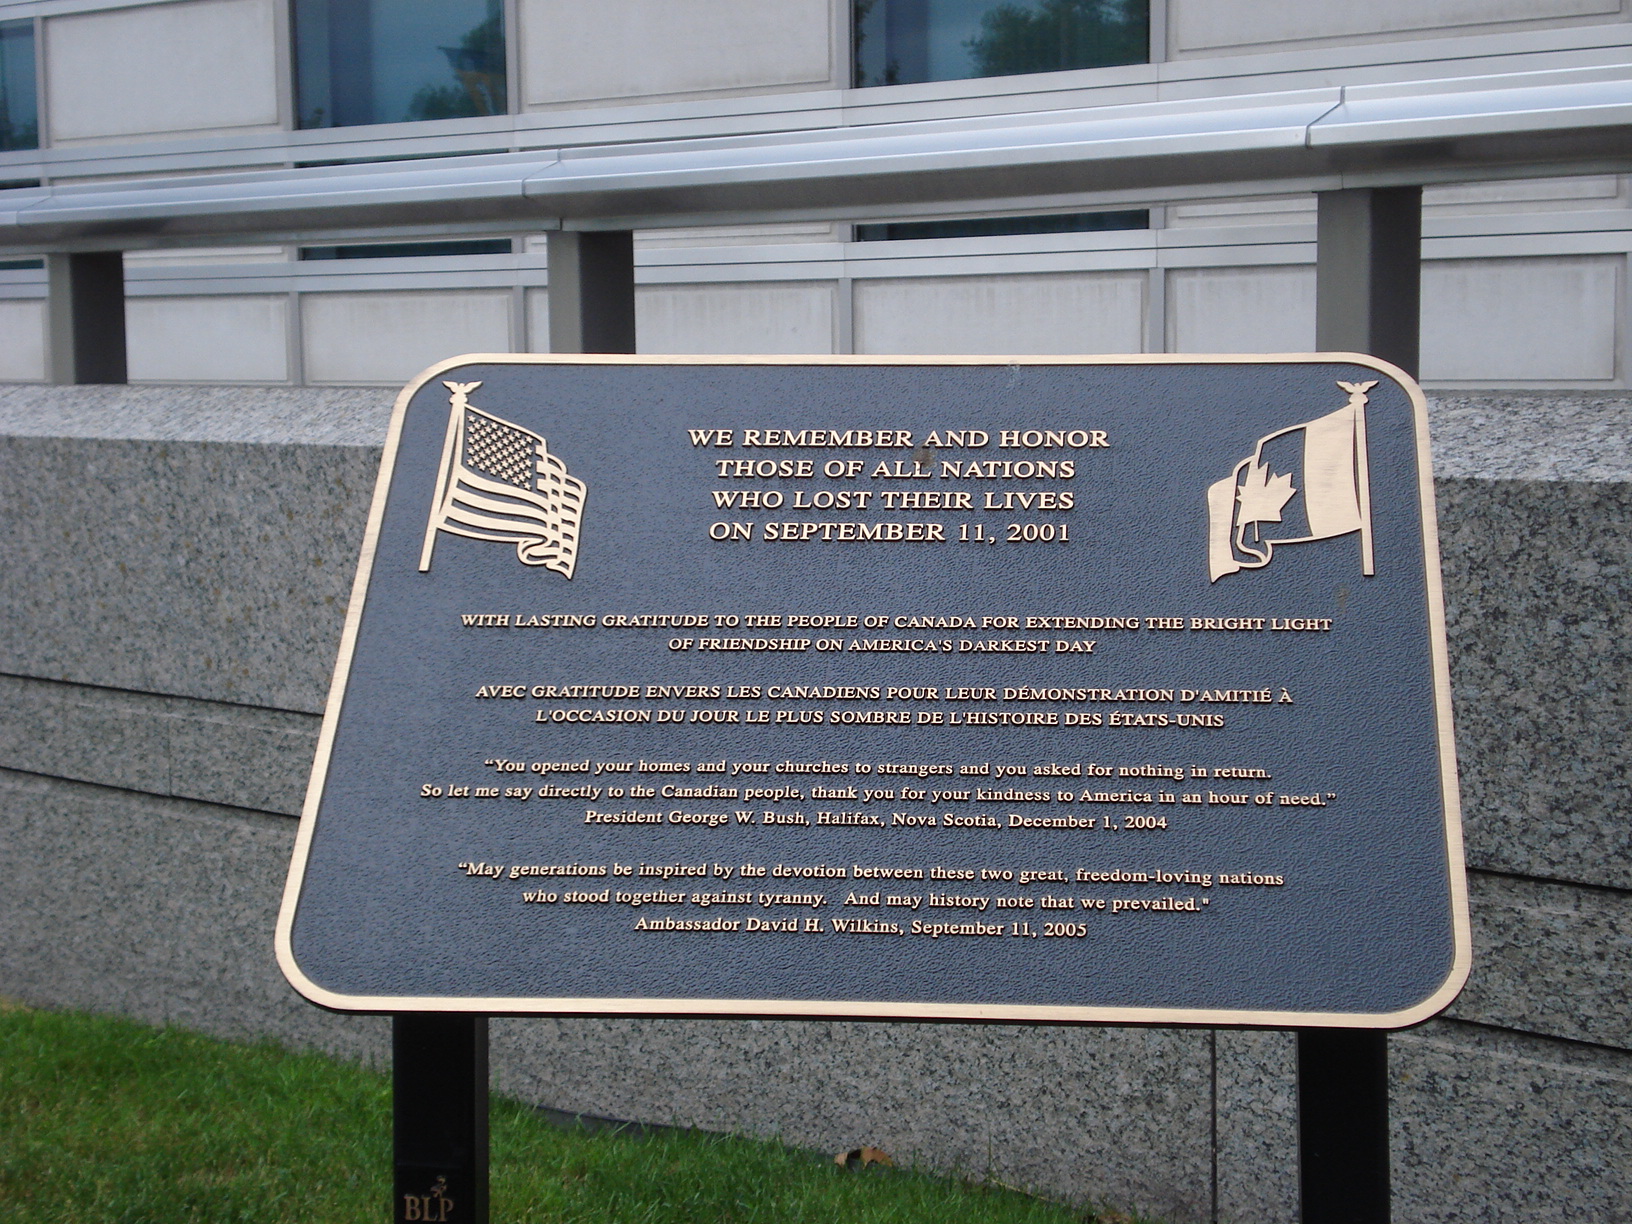 WE REMEMBER AND HONOR
THOSE OF ALL NATIONS
WHO LOST THEIR LIVES
ON SEPTEMBER 11, 2001
WITH LASTING GRATITUDE TO THE PEOPLE OF CANADA FOR EXTENDING THE BRIGHT LIGHT
OF FRIENDSHIP ON AMERICA'S DARKEST DAY
AVEC GRATITUDE ENVERS LES CANADIENS POUR LEUR DÉMONSTRATION D'AMITIÉ À
L'OCCASION DU JOUR LE PLUS SOMBRE DE L'HISTOIRE DES ÉTATS-UNIS
“You opened your homes and your churches to strangers and you asked for nothing in return.
So let me say directly to the Canadian people, thank you for your kindness to America in an hour of need.”
President George W. Bush, Halifax, Nova Scotia, December 1, 2004
“May generations be inspired by the devotion between these two great, freedom-loving nations
who stood together against tyranny. And may history note that we prevailed."
Ambassador David H. Wilkins, September 11, 2005
BLP